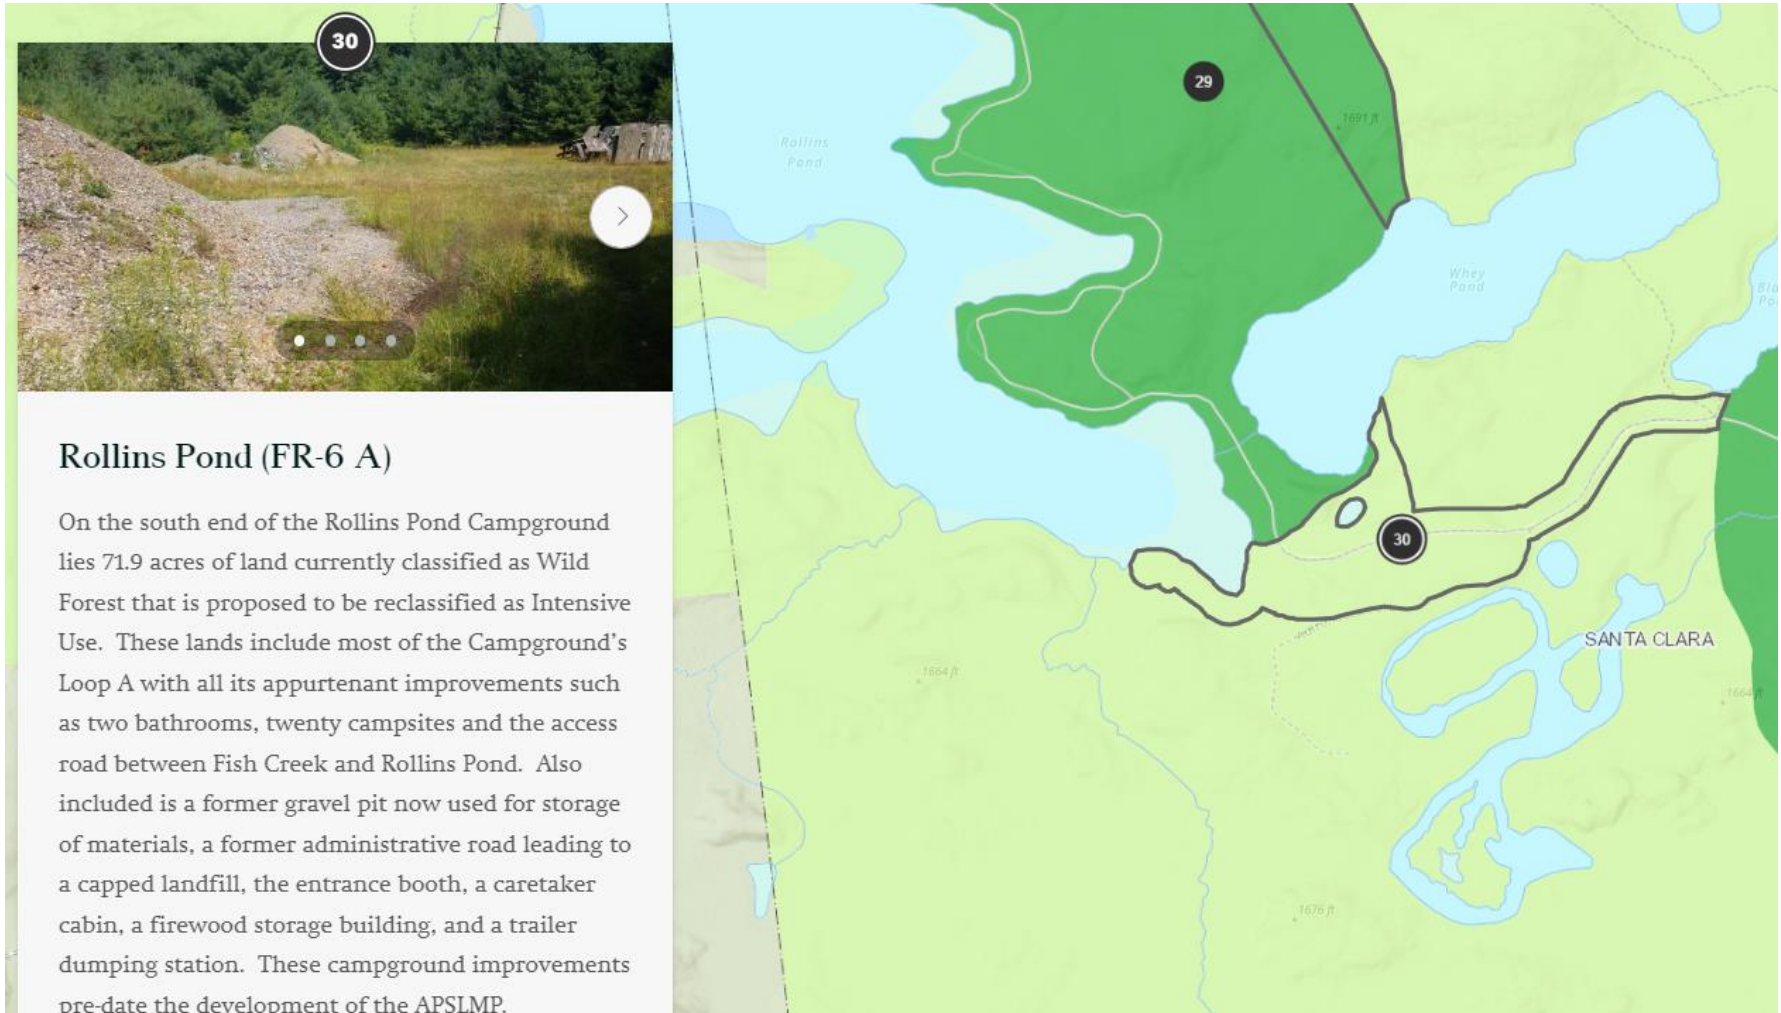 30
Rollins Pond (FR-6 A)
On the south end of the Rollins Pond Campground
lies 71.9 acres of land currently classified as Wild
Forest that is proposed to be reclassified as Intensive
Use.  These lands include most of the Campground’s
Loop A with all its appurtenant improvements such
as two bathrooms, twenty campsites and the access
road between Fish Creek and Rollins Pond.  Also
included is a former gravel pit now used for storage
of materials, a former administrative road leading to
a capped landfill, the entrance booth, a caretaker
cabin, a firewood storage building, and a trailer
dumping station.  These campground improvements
pre-date the development of the APSLMP.
29
1691 ft
Rollins
Pond
Whey
Pond
30
SANTA CLARA
1664 ft
1664
1676 ft